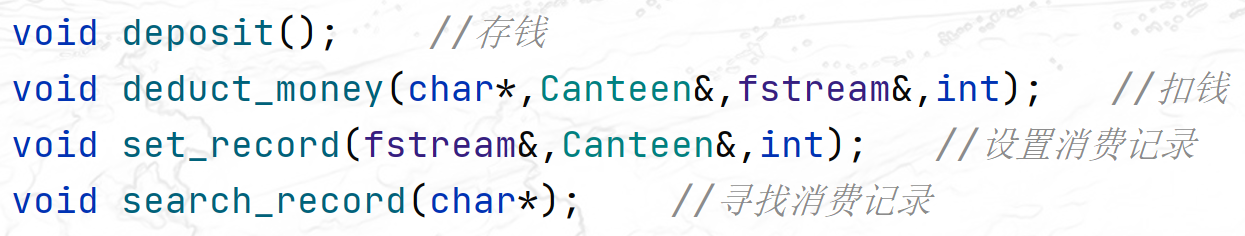 void deposit();    //存钱
void deduct_money(char*,Canteen&,fstream&,int);    //扣钱
void set_record(fstream&,Canteen&,int);    //设置消费记录
void search_record(char*);    //寻找消费记录